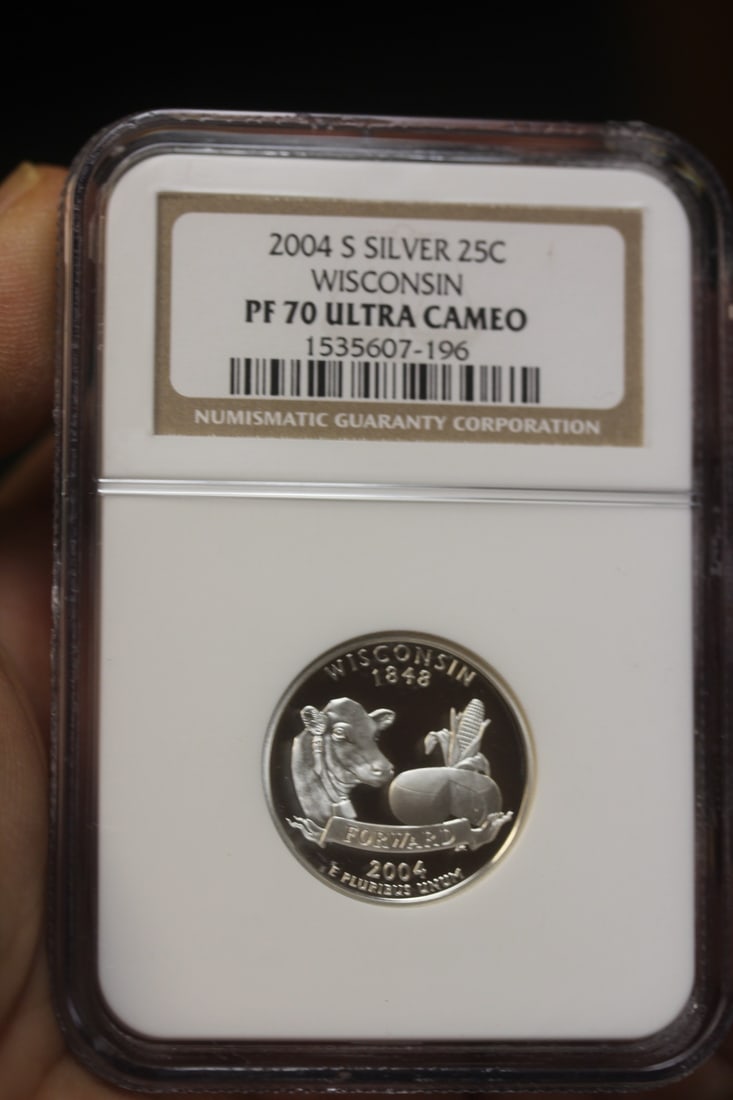 2004 S SILVER 25C
WISCONSIN
PF 70 ULTRA CAMEO
1535607-196
NUMISMATIC GUARANTY CORPORATION
WISCONSIN
1848
FORWARD
2004
E PLURIBUS UNUM